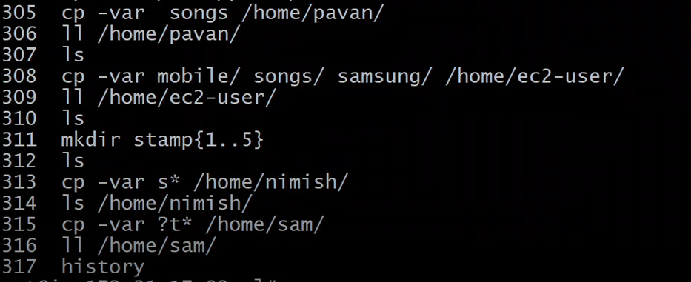 305 cp -var songs /home/pavan/
306 ll /home/pavan/
307 ls
308 cp -var mobile/ songs/ samsung/ /home/ec2-user/
309 ll /home/ec2-user/
310 ls
311 mkdir stamp{1..5}
312 ls
313 cp -var s* /home/nimish/
314 ls /home/nimish/
315 cp -var ?t* /home/sam/
316 ll /home/sam/
317 history